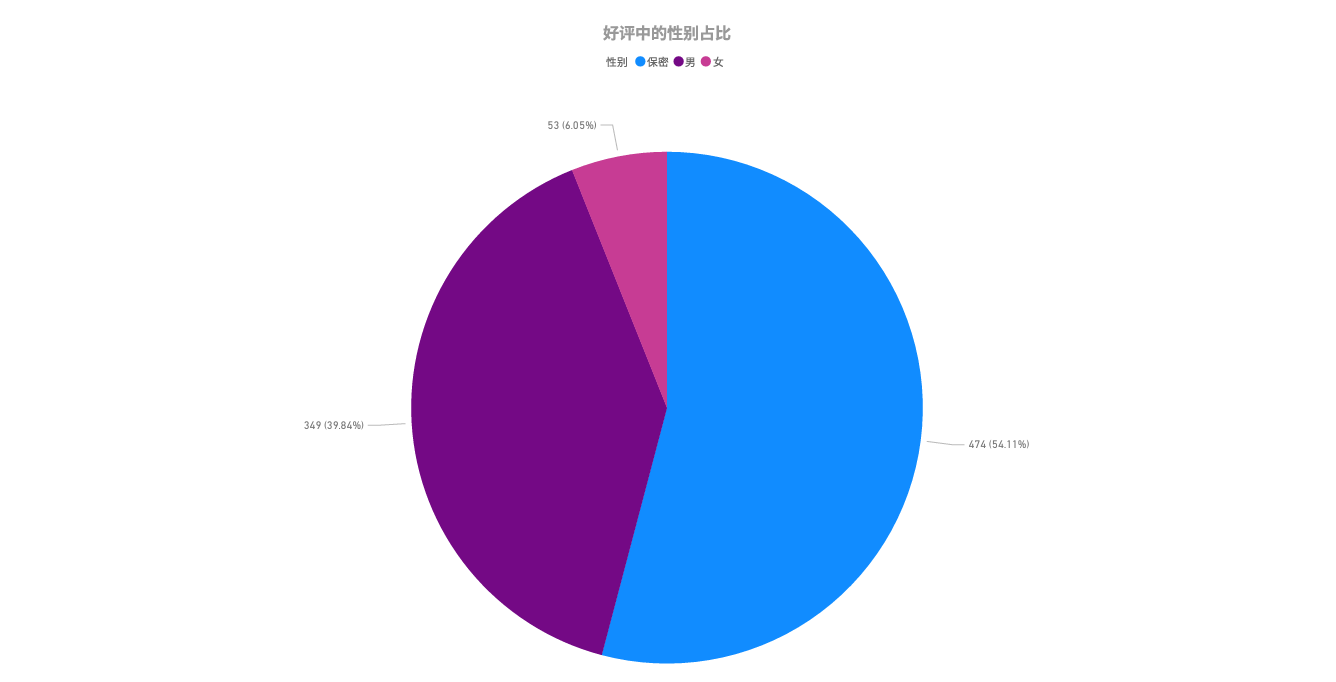 好评中的性别占比
性别 保密 男 女
53 (6.05%)
349 (39.84%)
474 (54.11%)